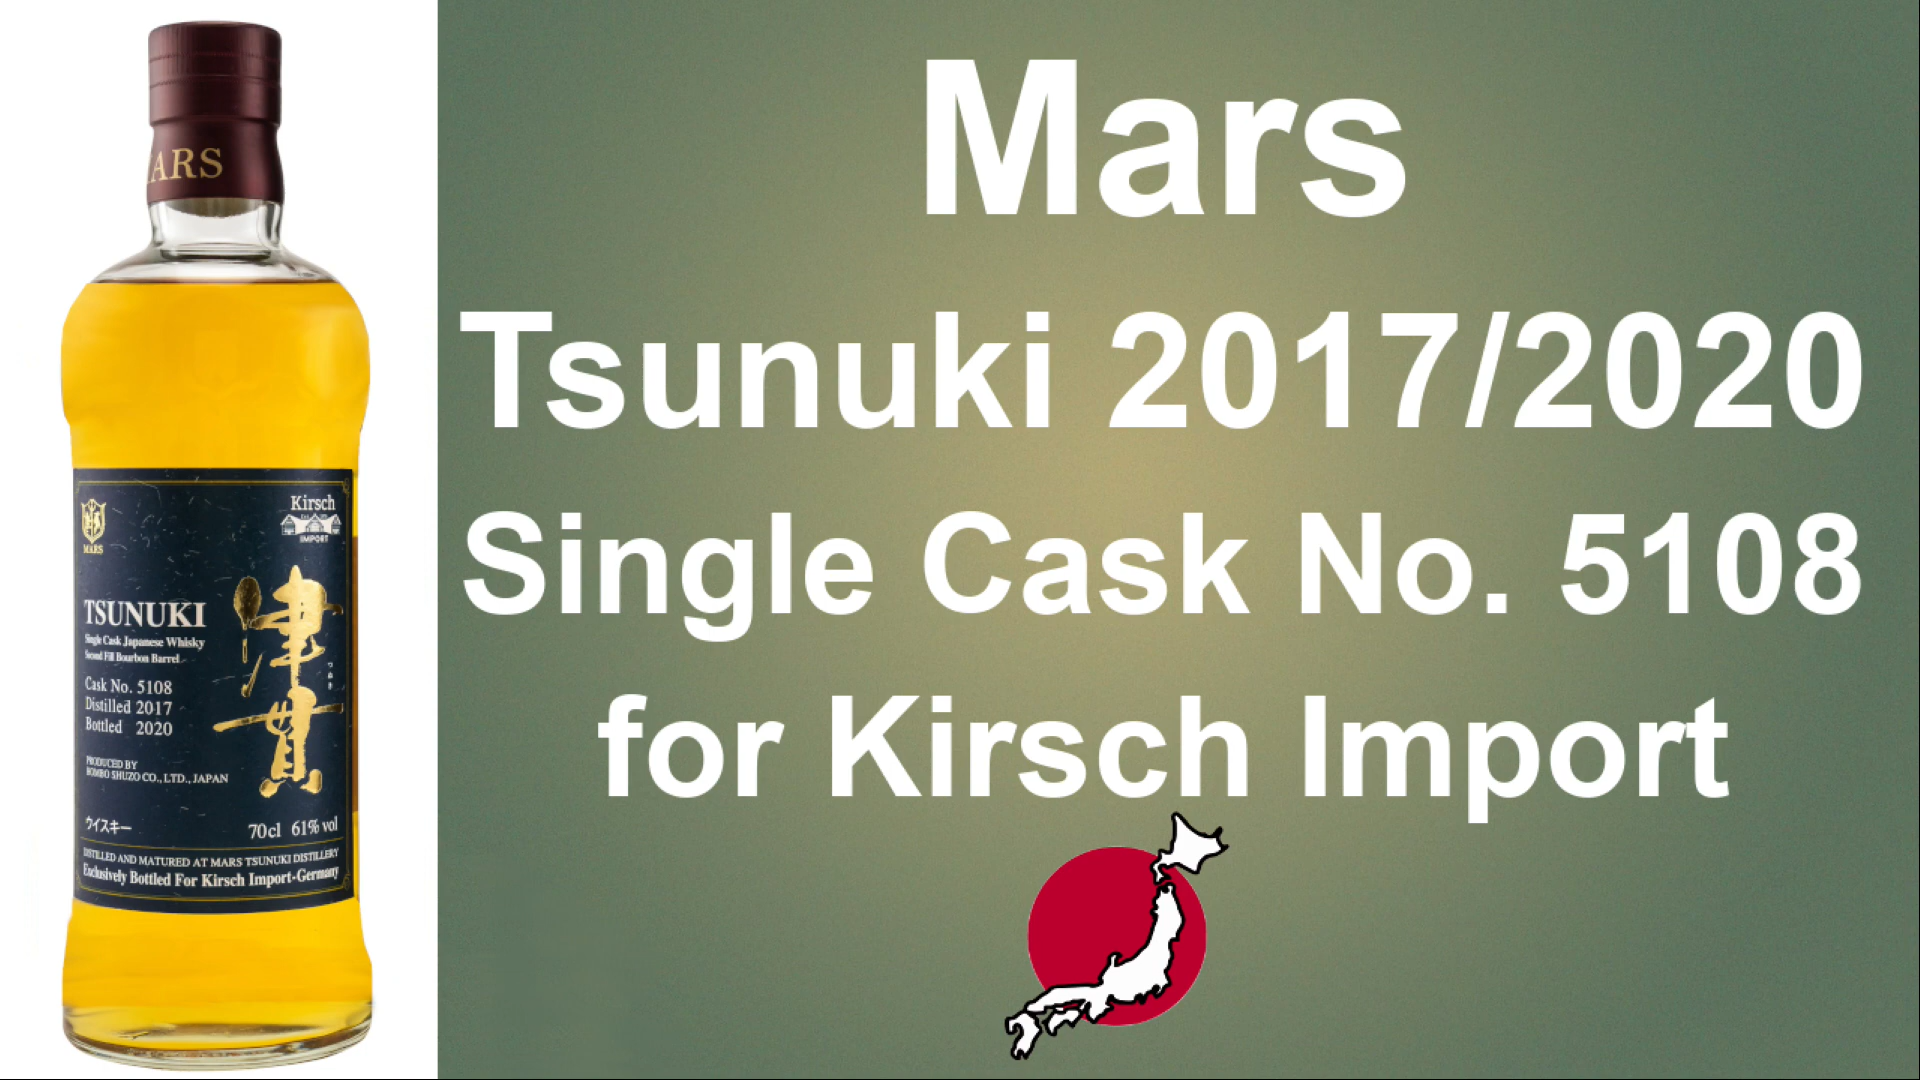 MARS
Mars
Tsunuki 2017/2020
Single Cask No. 5108
for Kirsch Import
MARS
Kirsch
IMPORT
TSUNUKI
Single Cask Japanese Whisky
Second Fill Bourbon Barrel
津貫
つぬき
Cask No. 5108
Distilled 2017
Bottled 2020
PRODUCED BY
HOMBO SHUZO CO., LTD., JAPAN
ウイスキー
70cl 61% vol
DISTILLED AND MATURED AT MARS TSUNUKI DISTILLERY
Exclusively Bottled For Kirsch Import-Germany